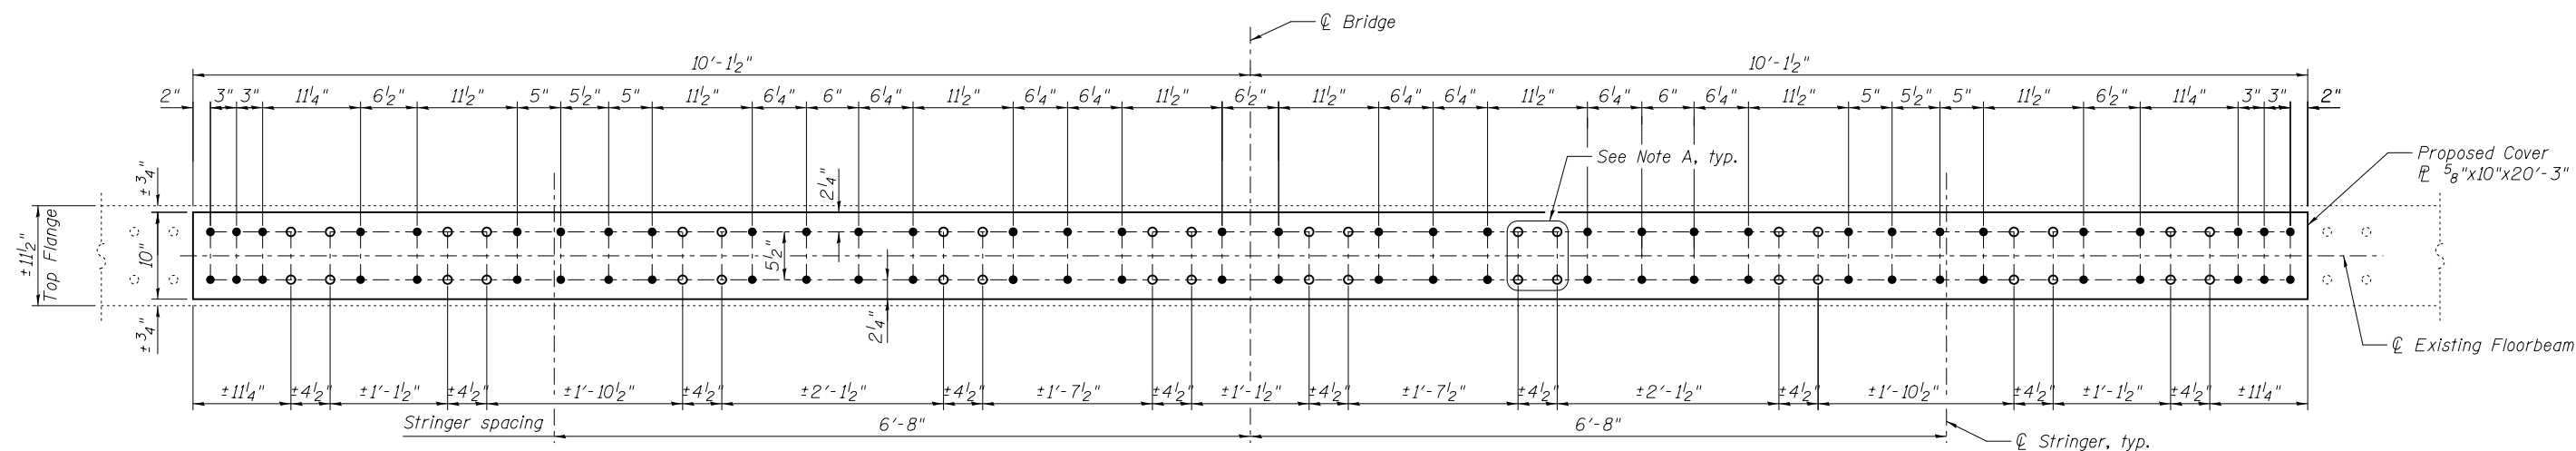 ℄ Bridge
10'-1½" 10'-1½"
2" 3" 3" 11¼" 6½" 11½" 5" 5½" 5" 11½" 6¼" 6" 6¼" 11½" 6¼" 6¼" 11½" 6½" 11½" 6¼" 6¼" 11½" 6¼" 6" 6¼" 11½" 5" 5½" 5" 11½" 6½" 11¼" 3" 3" 2"
See Note A, typ.
Proposed Cover
℄ Existing Floorbeam
PL ⅝"x10"x20'-3"
±¾"
2¼"
±11½"
Top Flange
10"
5½"
2¼"
±¾"
±11¼" ±4½" ±1'-1½" ±4½" ±1'-10½" ±4½" ±2'-1½" ±4½" ±1'-7½" ±4½" ±1'-1½" ±4½" ±1'-7½" ±4½" ±2'-1½" ±4½" ±1'-10½" ±4½" ±1'-1½" ±4½" ±11¼"
Stringer spacing 6'-8" 6'-8"
℄ Stringer, typ.